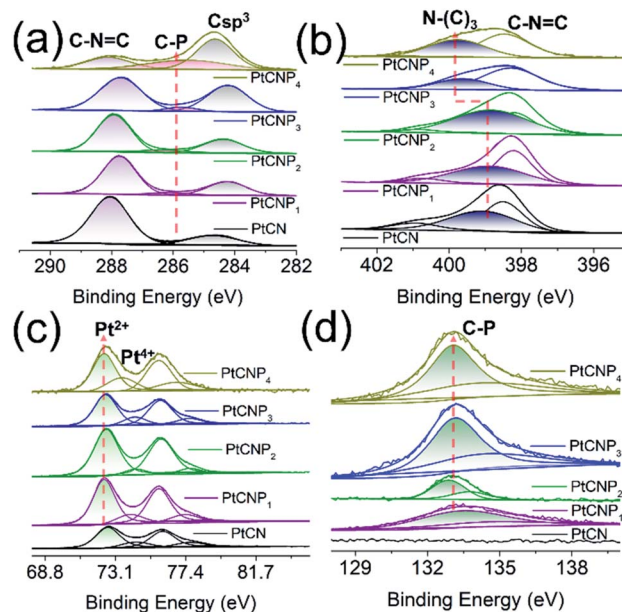 (a)
C-N=C
C-P
Csp³
PtCNP₄
PtCNP₃
PtCNP₂
PtCNP₁
PtCN
290 288 286 284 282
Binding Energy (eV)
(b)
N-(C)₃
C-N=C
PtCNP₄
PtCNP₃
PtCNP₂
PtCNP₁
PtCN
402 400 398 396
Binding Energy (eV)
(c)
Pt²⁺
Pt⁴⁺
PtCNP₄
PtCNP₃
PtCNP₂
PtCNP₁
PtCN
68.8 73.1 77.4 81.7
Binding Energy (eV)
(d)
C-P
PtCNP₄
PtCNP₃
PtCNP₂
PtCNP₁
PtCN
129 132 135 138
Binding Energy (eV)